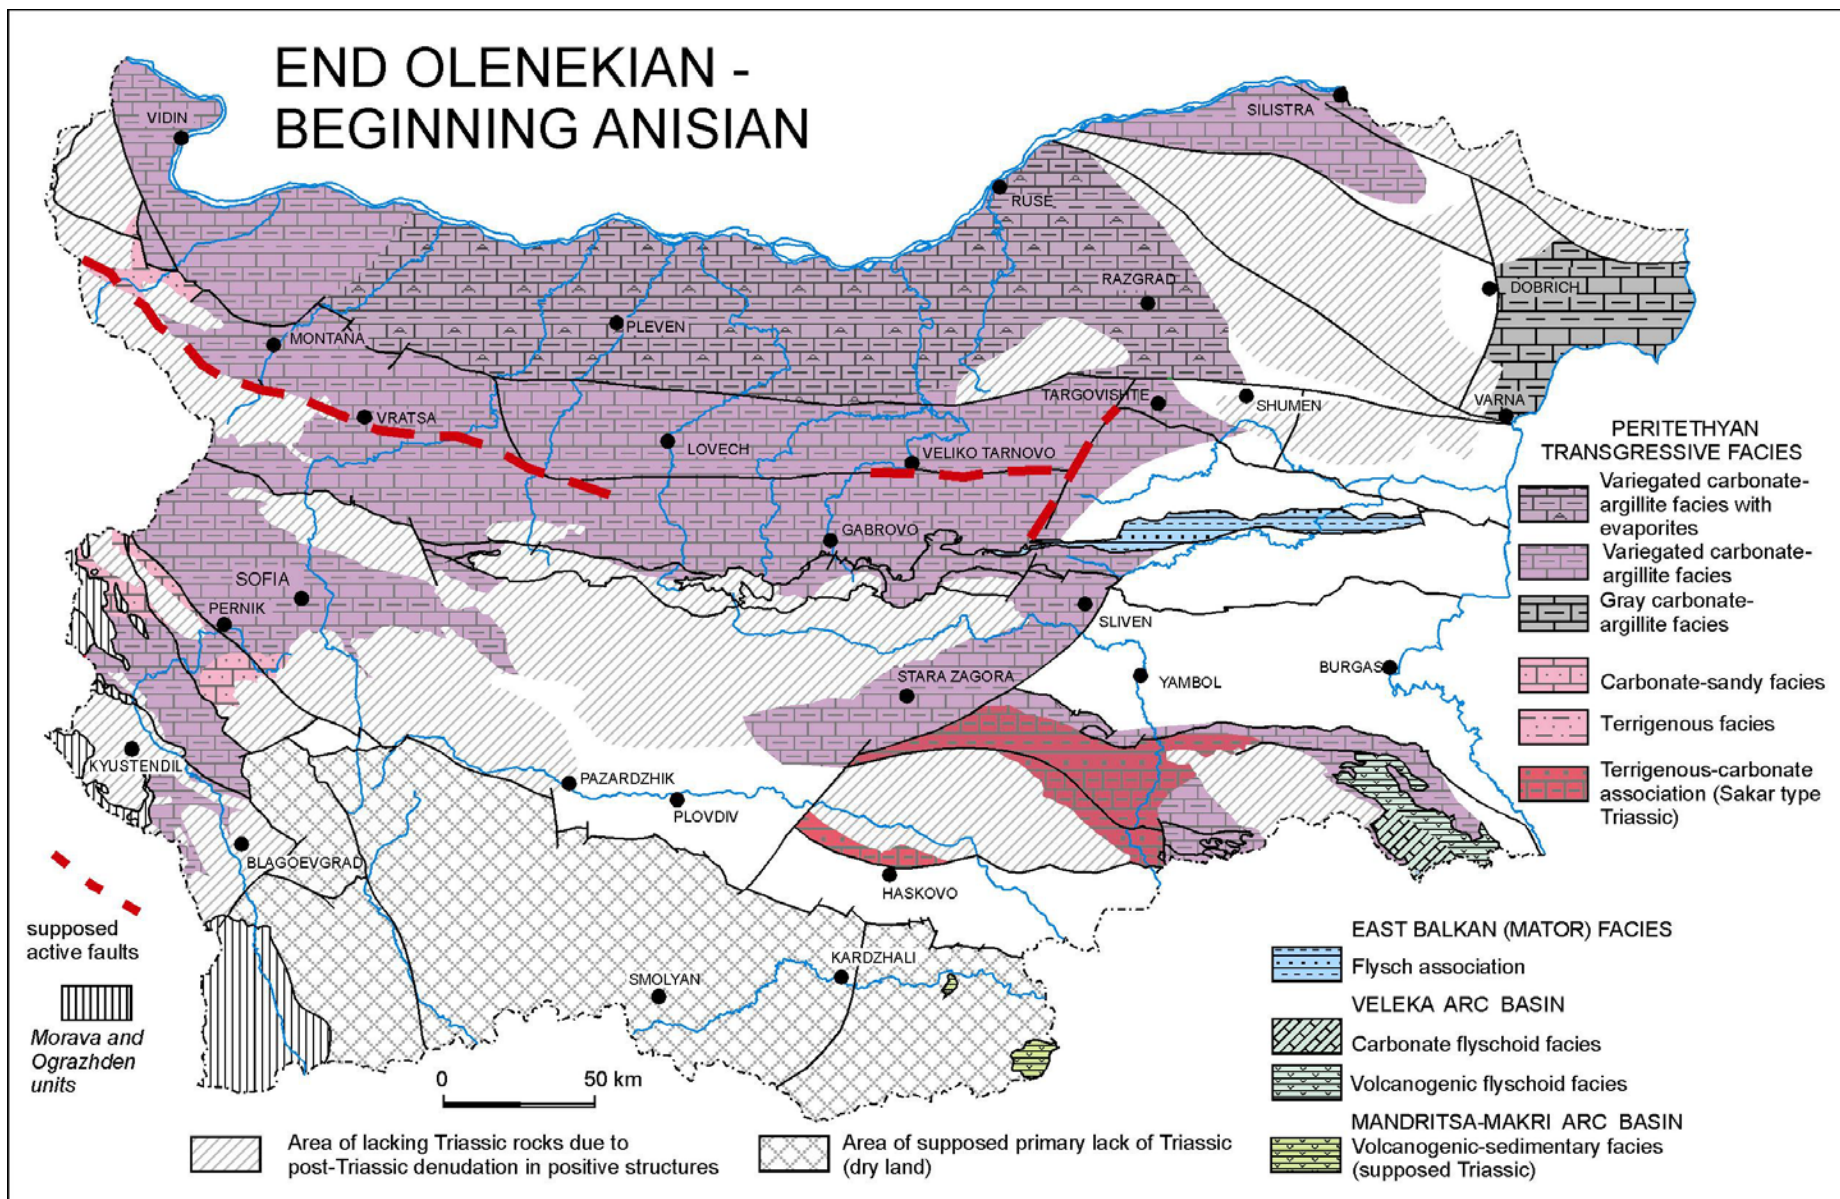 END OLENEKIAN -
BEGINNING ANISIAN
VIDIN
SILISTRA
RUSE
RAZGRAD
DOBRICH
PLEVEN
MONTANA
TARGOVISHTE
SHUMEN
VARNA
VRATSA
LOVECH
VELIKO TARNOVO
GABROVO
SOFIA
PERNIK
SLIVEN
BURGAS
STARA ZAGORA
YAMBOL
KYUSTENDIL
PAZARDZHIK
PLOVDIV
BLAGOEVGRAD
HASKOVO
KARDZHALI
SMOLYAN
PERITETHYAN
TRANSGRESSIVE FACIES
Variegated carbonate-
argillite facies with
evaporites
Variegated carbonate-
argillite facies
Gray carbonate-
argillite facies
Carbonate-sandy facies
Terrigenous facies
Terrigenous-carbonate
association (Sakar type
Triassic)
EAST BALKAN (MATOR) FACIES
Flysch association
VELEKA ARC BASIN
Carbonate flyschoid facies
Volcanogenic flyschoid facies
MANDRITSA-MAKRI ARC BASIN
Volcanogenic-sedimentary facies
(supposed Triassic)
supposed
active faults
Morava and
Ograzhden
units
0 50 km
Area of lacking Triassic rocks due to
post-Triassic denudation in positive structures
Area of supposed primary lack of Triassic
(dry land)